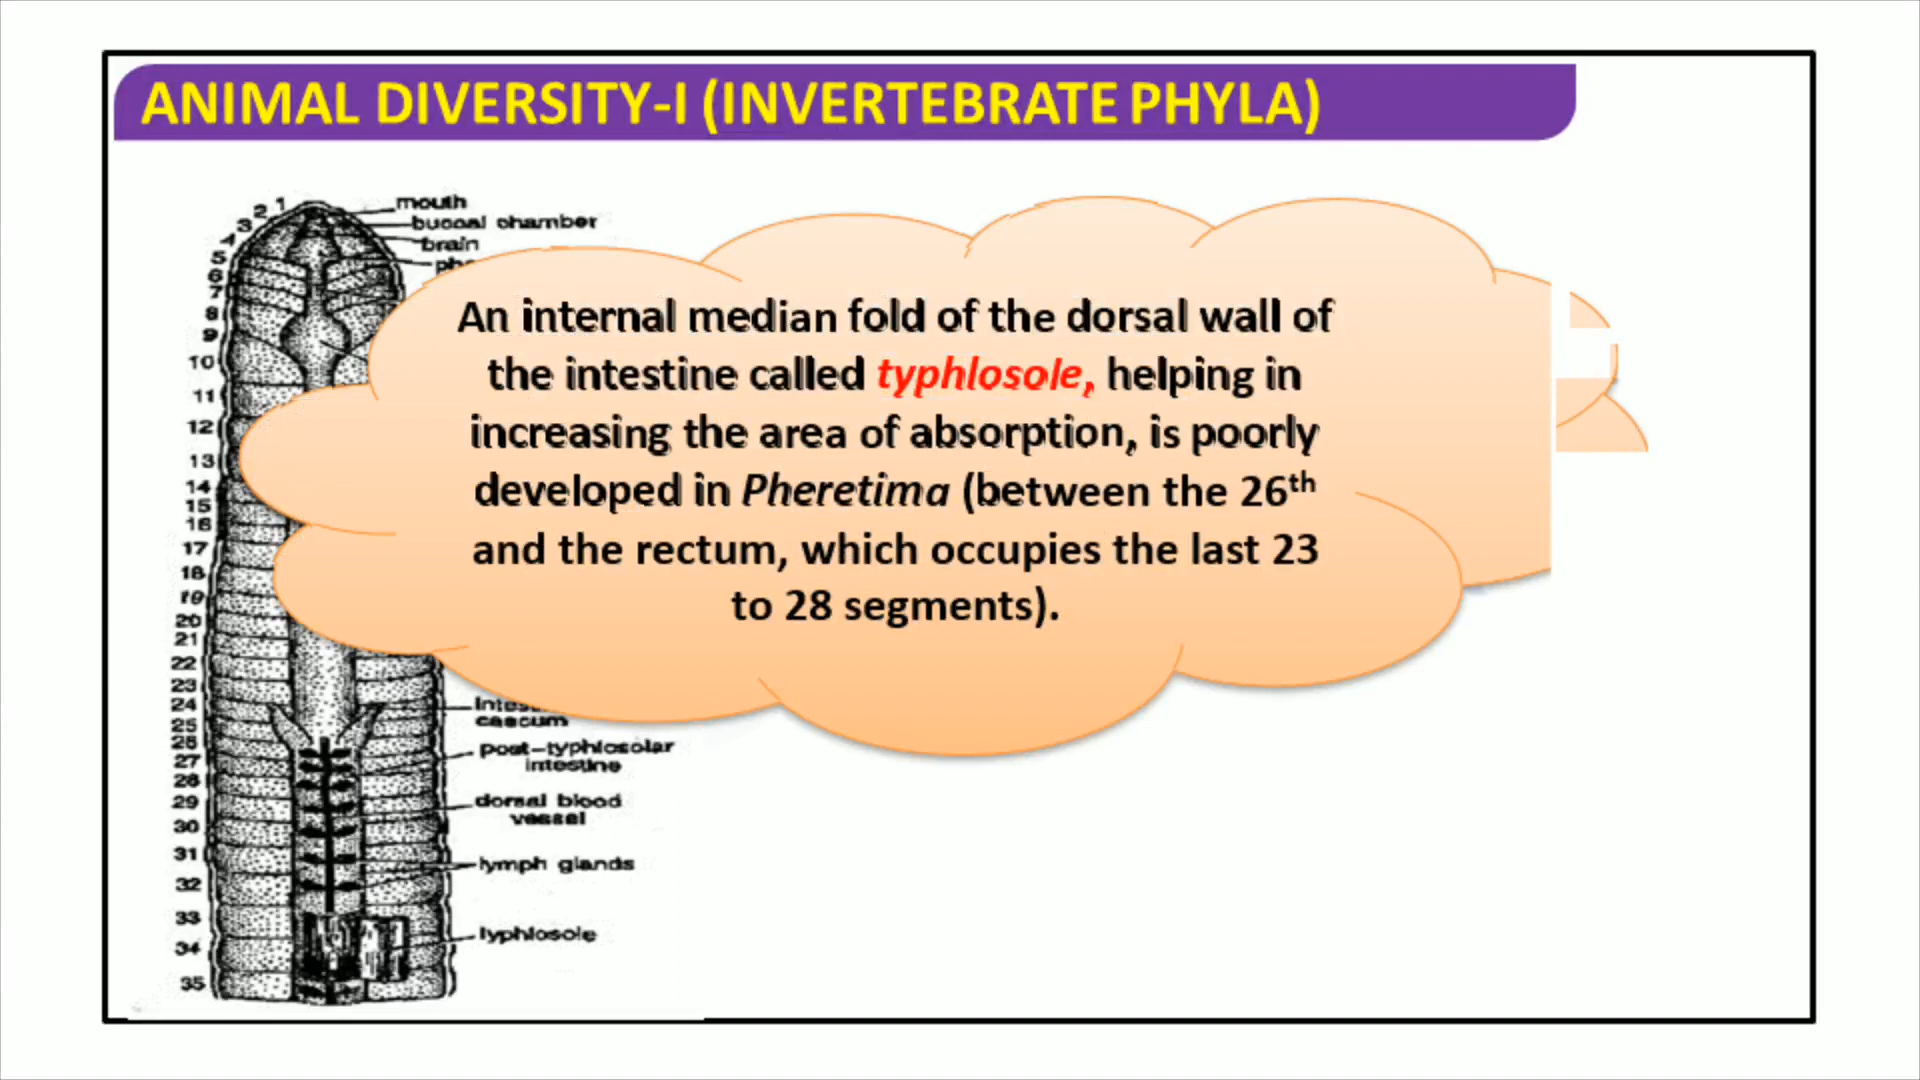 ANIMAL DIVERSITY-I (INVERTEBRATE PHYLA)
An internal median fold of the dorsal wall of
the intestine called typhlosole, helping in
increasing the area of absorption, is poorly
developed in Pheretima (between the 26th
and the rectum, which occupies the last 23
to 28 segments).
1
2
3
4
5
6
7
8
9
10
11
12
13
14
15
16
17
18
19
20
21
22
23
24
25
26
27
28
29
30
31
32
33
34
35
mouth
buccal chamber
brain
caecum
post-typhlosolar
intestine
dorsal blood
vessel
lymph glands
typhlosole